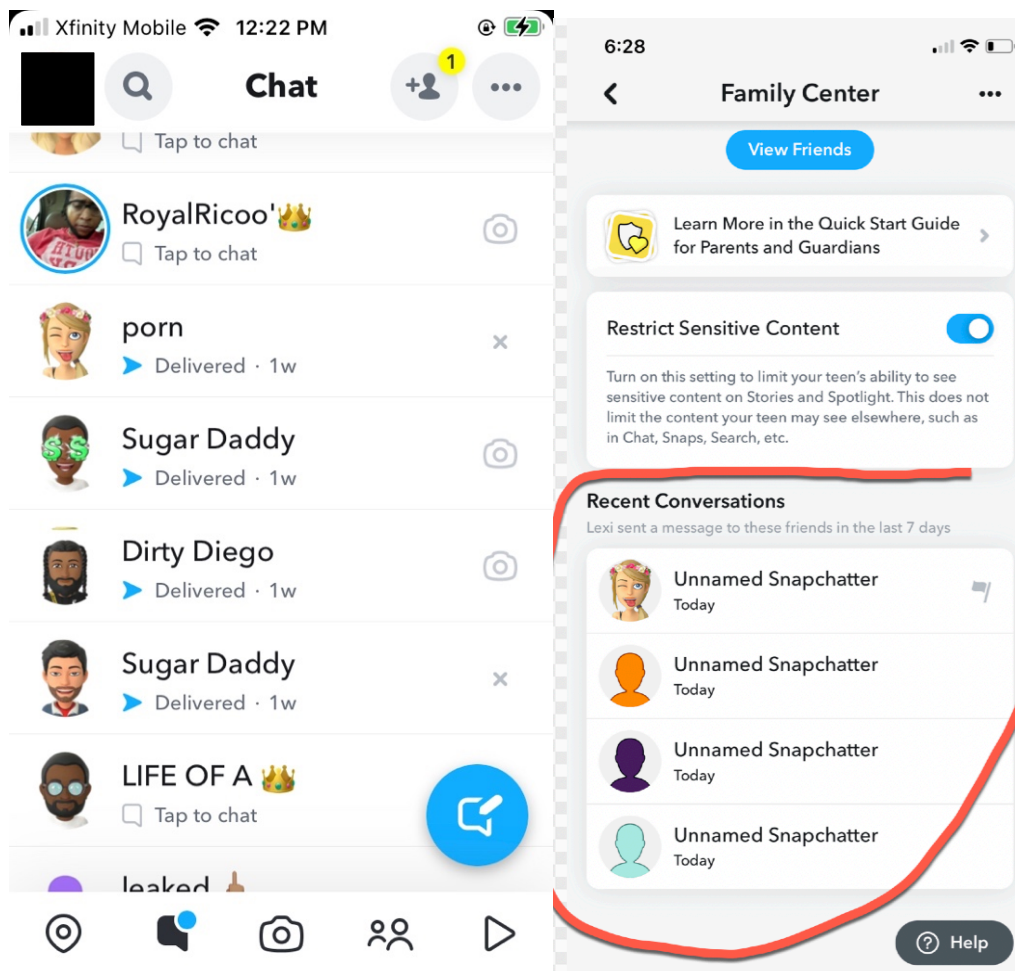 Xfinity Mobile 12:22 PM
Chat
1
Tap to chat
RoyalRicoo'👑
Tap to chat
porn
Delivered · 1w
Sugar Daddy
Delivered · 1w
Dirty Diego
Delivered · 1w
Sugar Daddy
Delivered · 1w
LIFE OF A 👑
Tap to chat
leaked 🖕🏽
6:28
Family Center
View Friends
Learn More in the Quick Start Guide
for Parents and Guardians
Restrict Sensitive Content
Turn on this setting to limit your teen's ability to see
sensitive content on Stories and Spotlight. This does not
limit the content your teen may see elsewhere, such as
in Chat, Snaps, Search, etc.
Recent Conversations
Lexi sent a message to these friends in the last 7 days
Unnamed Snapchatter
Today
Unnamed Snapchatter
Today
Unnamed Snapchatter
Today
Unnamed Snapchatter
Today
Help